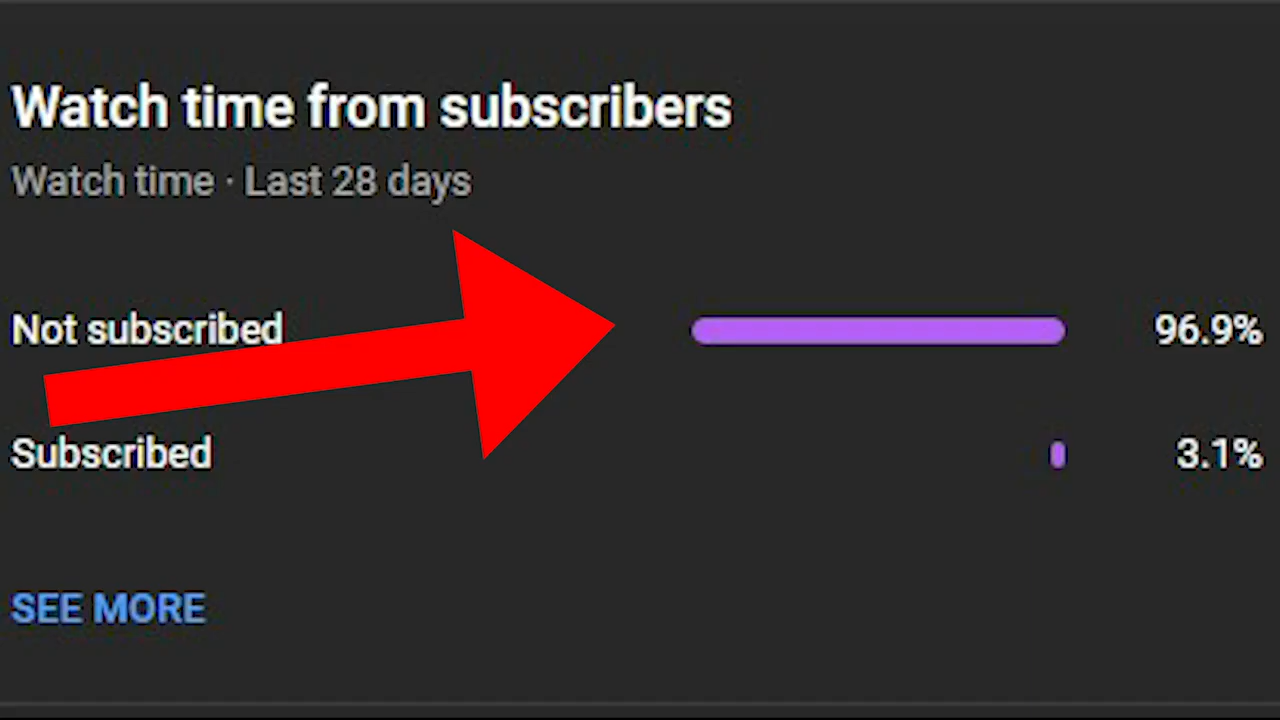 Watch time from subscribers
Watch time · Last 28 days
Not subscribed 96.9%
Subscribed 3.1%
SEE MORE